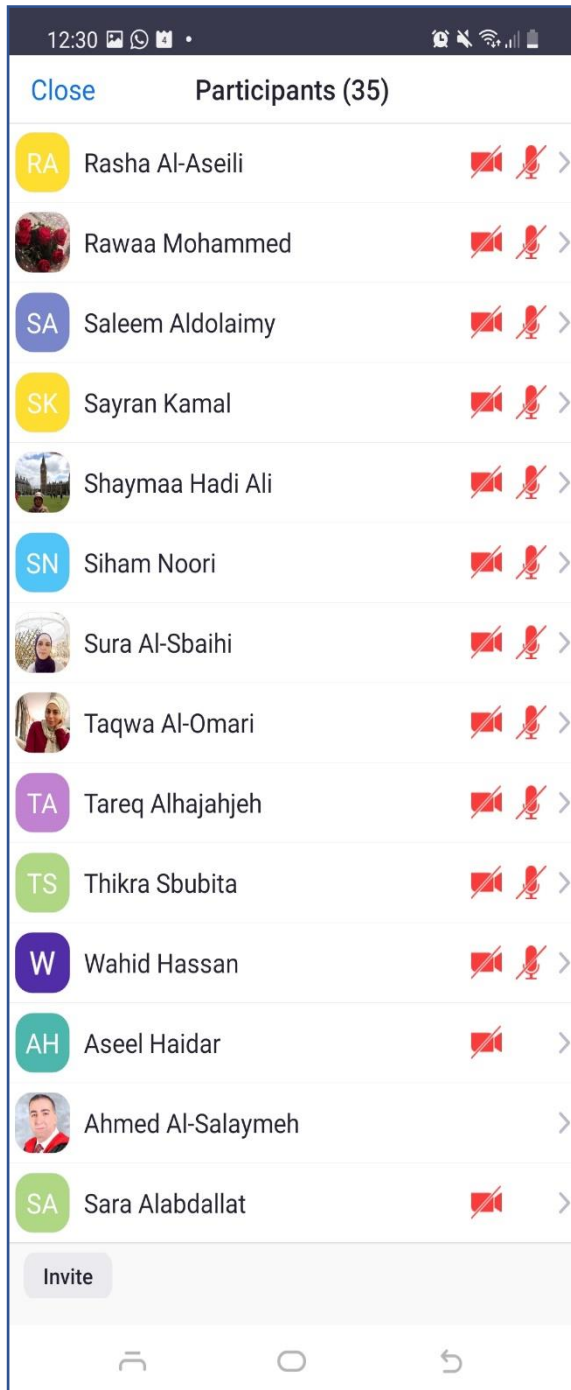 12:30
Close Participants (35)
RA Rasha Al-Aseili
Rawaa Mohammed
SA Saleem Aldolaimy
SK Sayran Kamal
Shaymaa Hadi Ali
SN Siham Noori
Sura Al-Sbaihi
Taqwa Al-Omari
TA Tareq Alhajahjeh
TS Thikra Sbubita
W Wahid Hassan
AH Aseel Haidar
Ahmed Al-Salaymeh
SA Sara Alabdallat
Invite